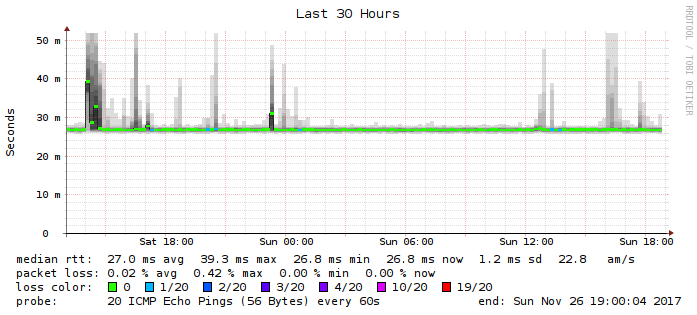 Last 30 Hours
RRDTOOL / TOBI OETIKER
Seconds
50 m
40 m
30 m
20 m
10 m
0
Sat 18:00 Sun 00:00 Sun 06:00 Sun 12:00 Sun 18:00
median rtt: 27.0 ms avg 39.3 ms max 26.8 ms min 26.8 ms now 1.2 ms sd 22.8 am/s
packet loss: 0.02 % avg 0.42 % max 0.00 % min 0.00 % now
loss color: 0 1/20 2/20 3/20 4/20 10/20 19/20
probe: 20 ICMP Echo Pings (56 Bytes) every 60s end: Sun Nov 26 19:00:04 2017